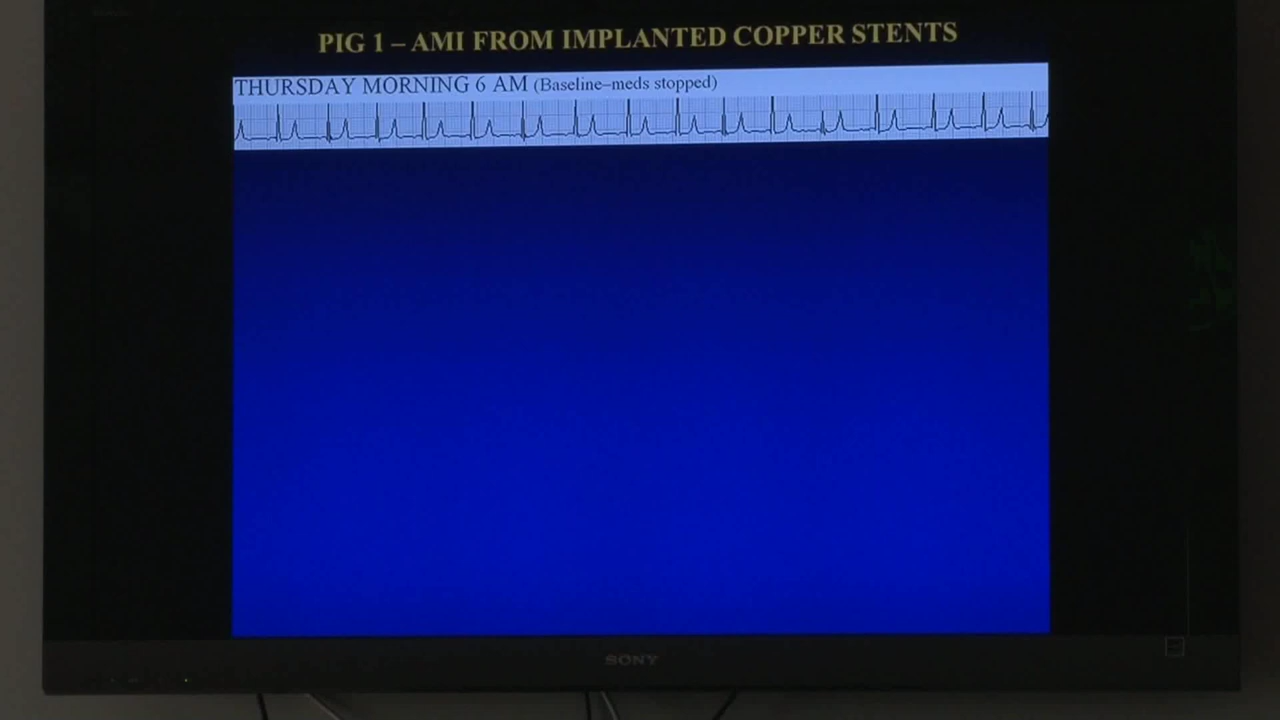 PIG 1 – AMI FROM IMPLANTED COPPER STENTS
THURSDAY MORNING 6 AM (Baseline–meds stopped)
SONY